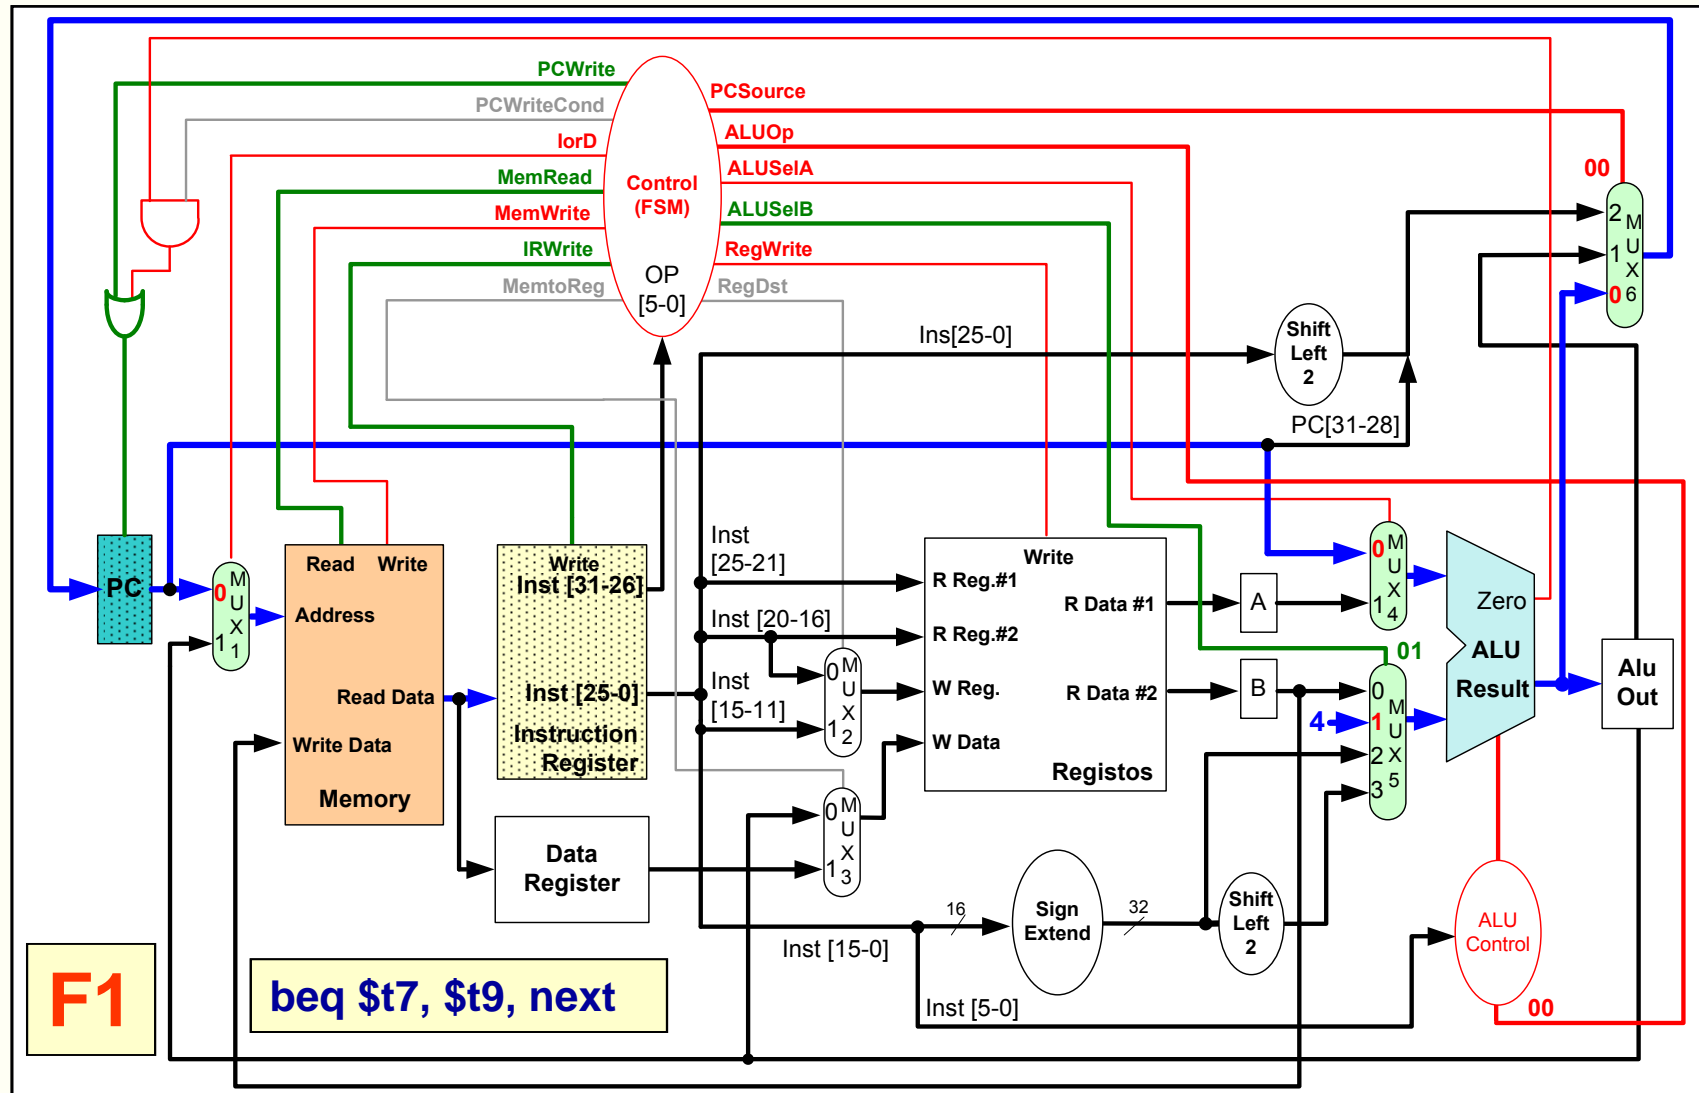 PCWrite
PCWriteCond
IorD
MemRead
MemWrite
IRWrite
MemtoReg
PCSource
ALUOp
ALUSelA
ALUSelB
RegWrite
RegDst
Control
(FSM)
OP
[5-0]
00
2
1
0
M
U
X
6
Ins[25-0]
Shift
Left
2
PC[31-28]
PC
0
1
M
U
X
1
Read
Write
Address
Read Data
Write Data
Memory
Write
Inst [31-26]
Inst [25-0]
Instruction
Register
Data
Register
Inst
[25-21]
Inst [20-16]
Inst
[15-11]
0
1
M
U
X
2
0
1
M
U
X
3
Write
R Reg.#1
R Reg.#2
W Reg.
W Data
R Data #1
R Data #2
Registos
A
B
0
1
M
U
X
4
01
4
0
1
2
3
M
U
X
5
Zero
ALU
Result
Alu
Out
Inst [15-0]
16
Sign
Extend
32
Shift
Left
2
Inst [5-0]
ALU
Control
00
F1
beq $t7, $t9, next